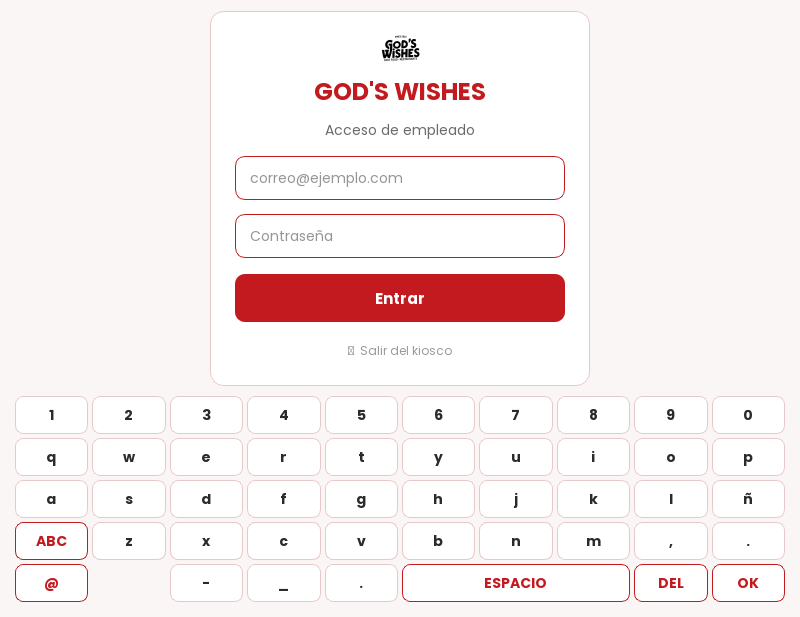 GOD'S
WISHES
GOD'S WISHES
Acceso de empleado
correo@ejemplo.com
Contraseña
Entrar
Salir del kiosco
1 2 3 4 5 6 7 8 9 0
q w e r t y u i o p
a s d f g h j k l ñ
ABC z x c v b n m , .
@ - _ . ESPACIO DEL OK